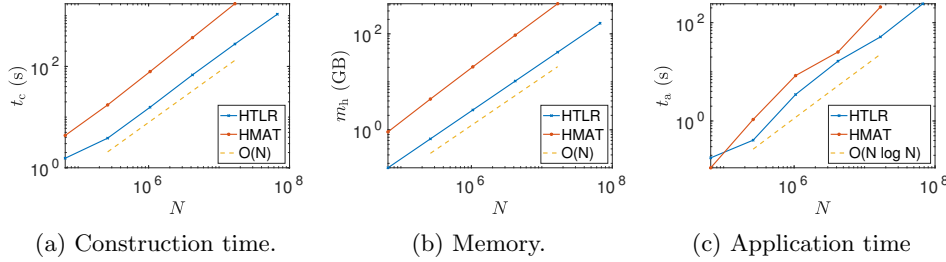 t_c (s)
10^2
10^0
10^6
10^8
N
HTLR
HMAT
O(N)
(a) Construction time.
m_h (GB)
10^2
10^0
10^6
10^8
N
HTLR
HMAT
O(N)
(b) Memory.
t_a (s)
10^2
10^0
10^6
10^8
N
HTLR
HMAT
O(N log N)
(c) Application time